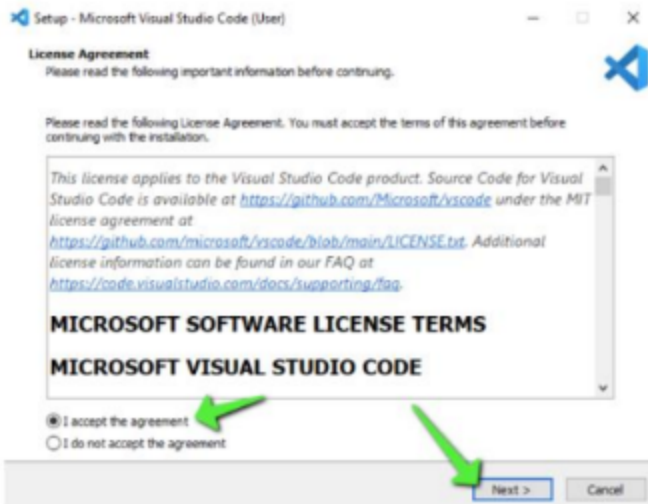 Setup - Microsoft Visual Studio Code (User)
License Agreement
Please read the following important information before continuing.
Please read the following License Agreement. You must accept the terms of this agreement before
continuing with the installation.
This license applies to the Visual Studio Code product. Source Code for Visual
Studio Code is available at https://github.com/Microsoft/vscode under the MIT
license agreement at
https://github.com/microsoft/vscode/blob/main/LICENSE.txt. Additional
license information can be found in our FAQ at
https://code.visualstudio.com/docs/supporting/faq.
MICROSOFT SOFTWARE LICENSE TERMS
MICROSOFT VISUAL STUDIO CODE
I accept the agreement
I do not accept the agreement
Next >
Cancel